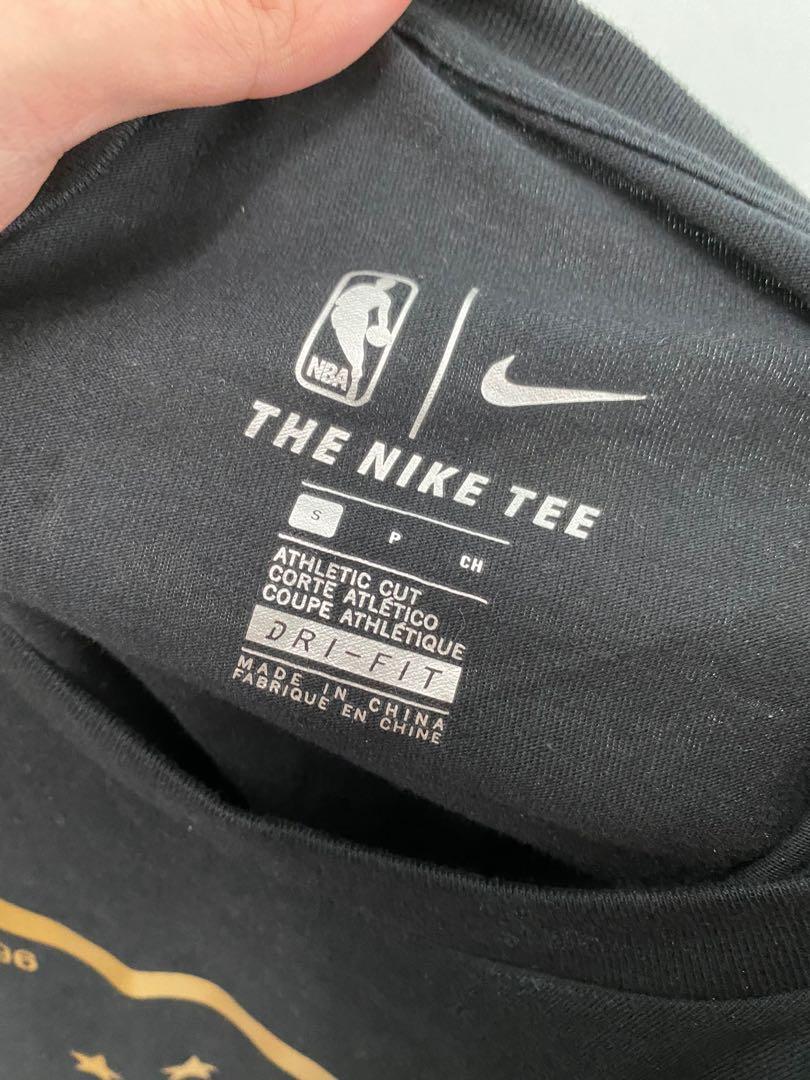 NBA
THE NIKE TEE
S P CH
ATHLETIC CUT
CORTE ATLÉTICO
COUPE ATHLÉTIQUE
DRI-FIT
MADE IN CHINA
FABRIQUE EN CHINE
96